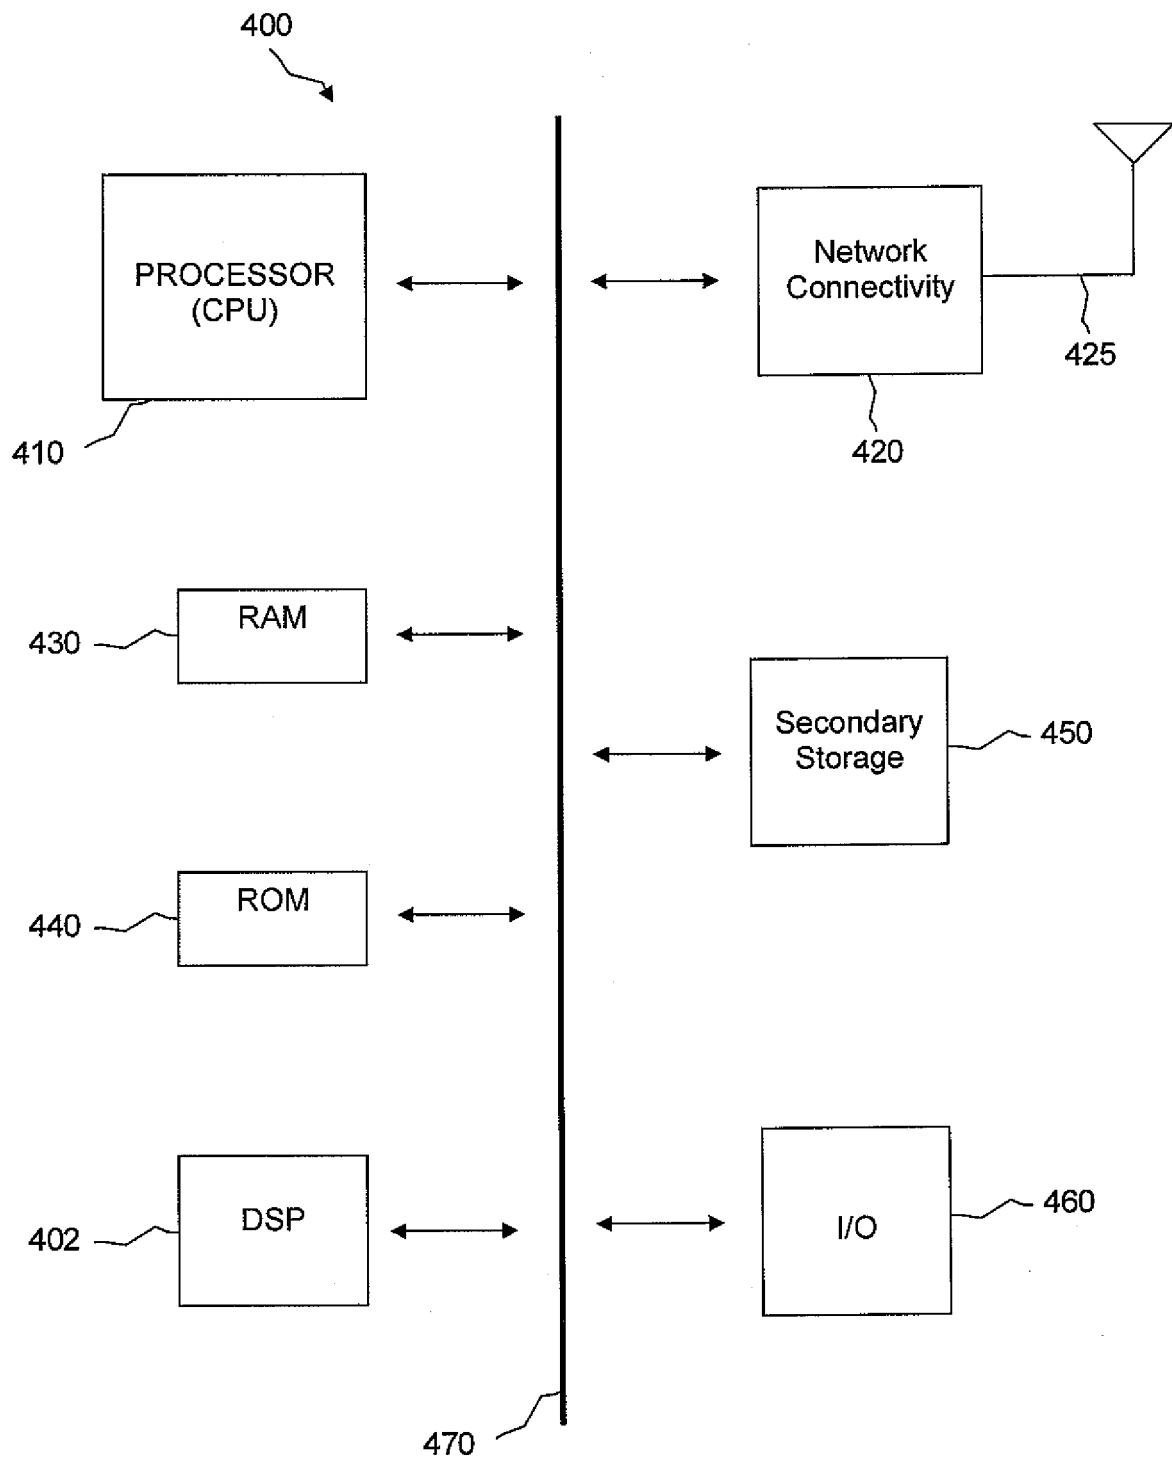 400
PROCESSOR
(CPU)
410
Network
Connectivity
425
420
RAM
430
Secondary
Storage
450
ROM
440
DSP
402
I/O
460
470